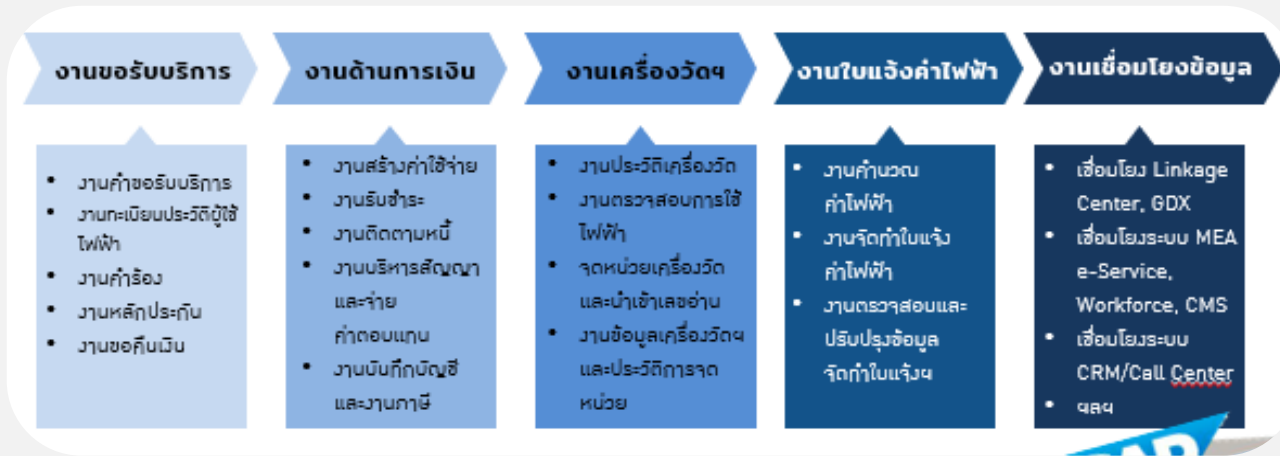 งานขอรับบริการ
งานคำขอรับบริการ
งานทะเบียนประวัติผู้ใช้
ไฟฟ้า
งานคำร้อง
งานหลักประกัน
งานขอคืนเงิน
งานด้านการเงิน
งานสร้างค่าใช้จ่าย
งานรับชำระ
งานติดตามหนี้
งานบริหารสัญญา
และจ่าย
ค่าตอบแทน
งานบันทึกบัญชี
และงานภาษี
งานเครื่องวัดฯ
งานประวัติเครื่องวัด
งานตรวจสอบการใช้
ไฟฟ้า
จดหน่วยเครื่องวัด
และนำเข้าเลขอ่าน
งานข้อมูลเครื่องวัดฯ
และประวัติการจด
หน่วย
งานใบแจ้งค่าไฟฟ้า
งานคำนวณ
ค่าไฟฟ้า
งานจัดทำใบแจ้ง
ค่าไฟฟ้า
งานตรวจสอบและ
ปรับปรุงข้อมูล
จัดทำใบแจ้งฯ
งานเชื่อมโยงข้อมูล
เชื่อมโยง Linkage
Center, GDX
เชื่อมโยงระบบ MEA
e-Service,
Workforce, CMS
เชื่อมโยงระบบ
CRM/Call Center
ฯลฯ